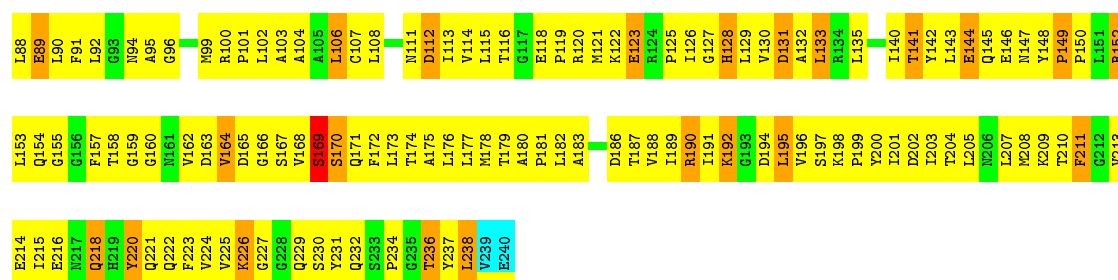 L88 E89 L90 F91 L92 G93 N94 A95 G96 M99 R100 P101 L102 A103 A104 A105 L106 C107 L108 N111 D112 I113 V114 L115 T116 G117 E118 P119 R120 M121 K122 E123 R124 P125 I126 G127 H128 L129 V130 D131 A132 L133 R134 L135 I140 T141 Y142 L143 E144 Q145 E146 N147 Y148 P149 P150 L151 R152
L153 Q154 G155 G156 F157 T158 G159 G160 N161 V162 D163 V164 D165 G166 S167 V168 S169 S170 Q171 F172 L173 T174 A175 L176 L177 M178 T179 A180 P181 L182 A183 D186 T187 V188 I189 R190 I191 K192 G193 D194 L195 V196 S197 K198 P199 Y200 I201 D202 I203 T204 L205 N206 L207 M208 K209 T210 F211 G212 V213
E214 I215 E216 N217 Q218 H219 Y220 Q221 Q222 F223 V224 V225 K226 G227 G228 Q229 S230 Y231 Q232 S233 P234 G235 T236 Y237 L238 V239 E240